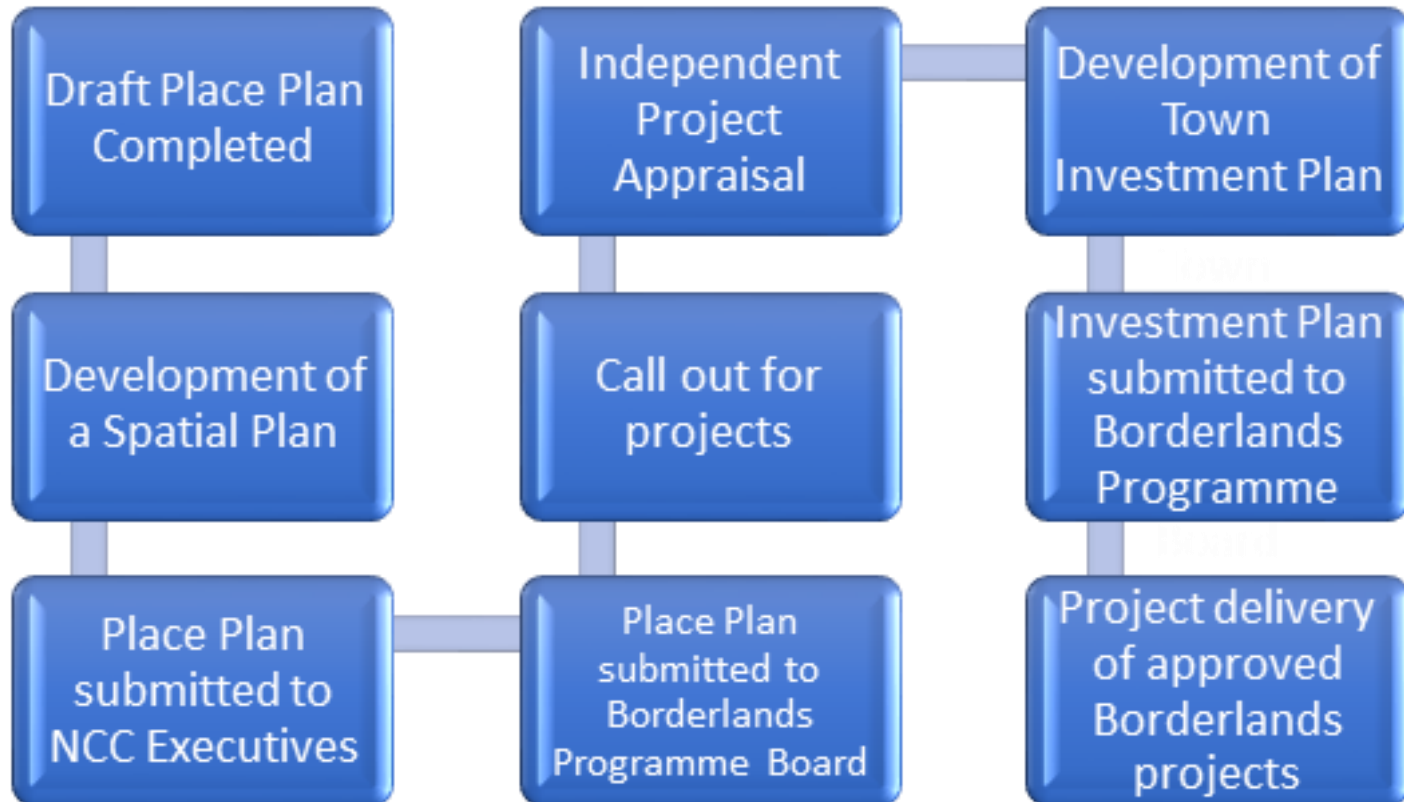 Draft Place Plan
Completed
Development of
a Spatial Plan
Place Plan
submitted to
NCC Executives
Place Plan
submitted to
Borderlands
Programme Board
Call out for
projects
Independent
Project
Appraisal
Development of
Town
Investment Plan
Investment Plan
submitted to
Borderlands
Programme
Board
Project delivery
of approved
Borderlands
projects